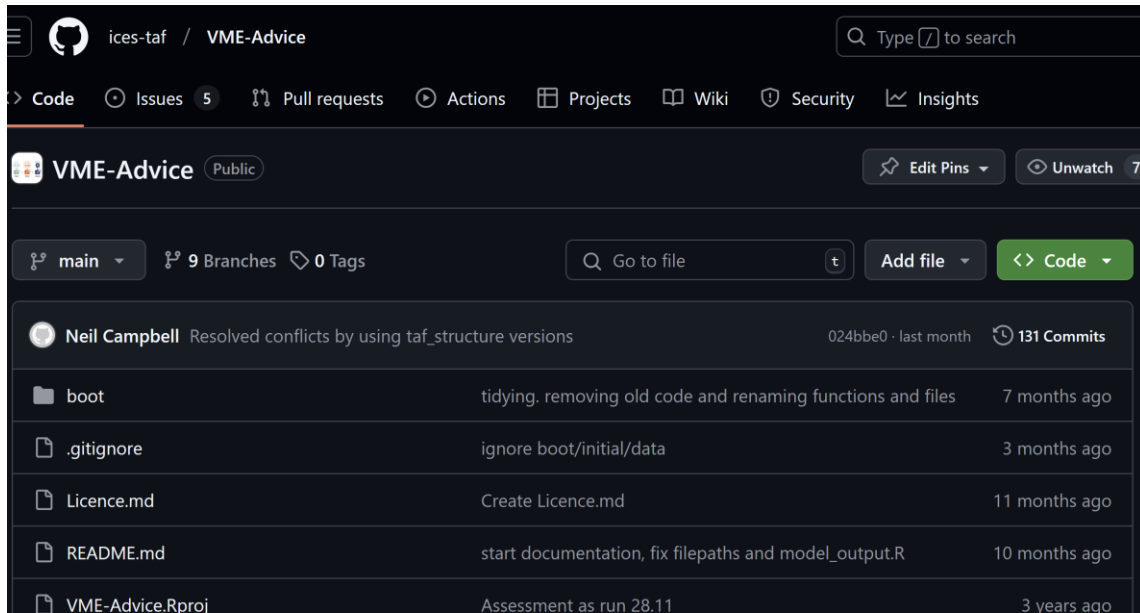 ices-taf / VME-Advice Type / to search
Code Issues 5 Pull requests Actions Projects Wiki Security Insights
VME-Advice Public Edit Pins Unwatch 7
main 9 Branches 0 Tags Go to file t Add file Code
Neil Campbell Resolved conflicts by using taf_structure versions 024bbe0 · last month 131 Commits
boot tidying. removing old code and renaming functions and files 7 months ago
.gitignore ignore boot/initial/data 3 months ago
Licence.md Create Licence.md 11 months ago
README.md start documentation, fix filepaths and model_output.R 10 months ago
VME-Advice.Rproj Assessment as run 28.11 3 years ago